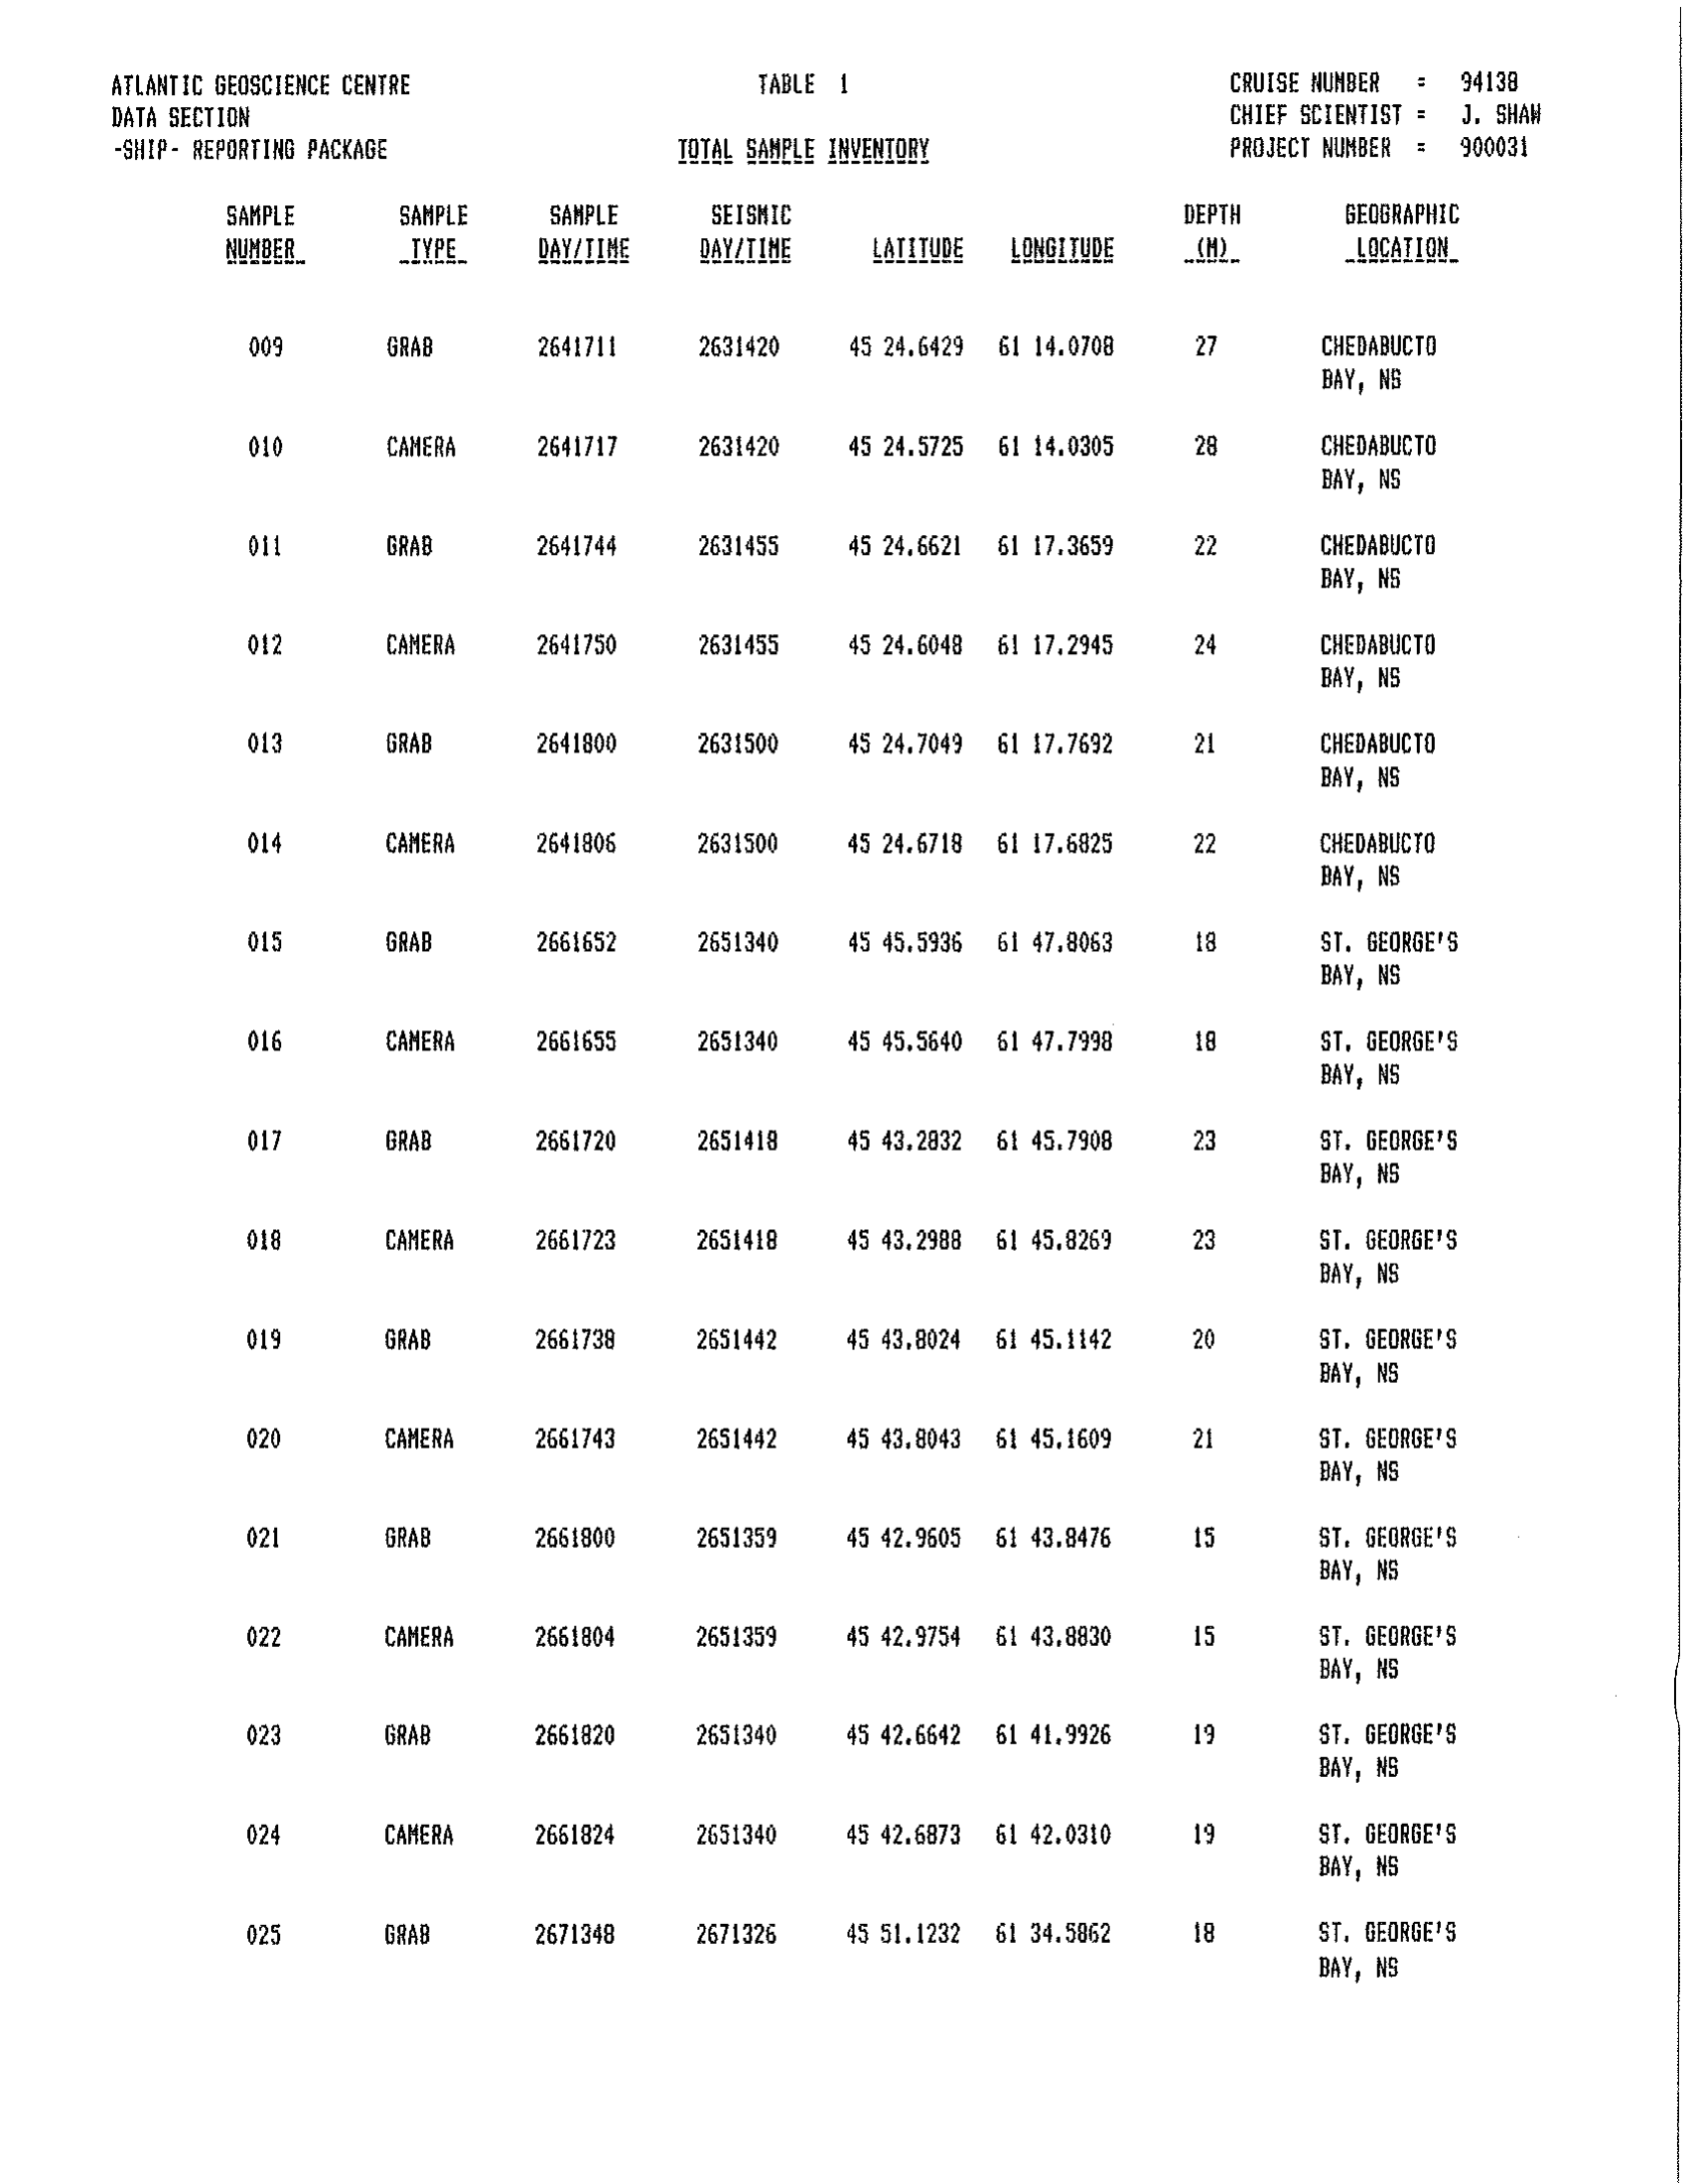 ATLANTIC GEOSCIENCE CENTRE TABLE 1 CRUISE NUMBER = 94138
DATA SECTION CHIEF SCIENTIST = J. SHAW
-SHIP- REPORTING PACKAGE TOTAL SAMPLE INVENTORY PROJECT NUMBER = 900031
SAMPLE SAMPLE SAMPLE SEISMIC DEPTH GEOGRAPHIC
NUMBER TYPE DAY/TIME DAY/TIME LATITUDE LONGITUDE (M) LOCATION
009 GRAB 2641711 2631420 45 24.6429 61 14.0708 27 CHEDABUCTO
BAY, NS
010 CAMERA 2641717 2631420 45 24.5725 61 14.0305 28 CHEDABUCTO
BAY, NS
011 GRAB 2641744 2631455 45 24.6621 61 17.3659 22 CHEDABUCTO
BAY, NS
012 CAMERA 2641750 2631455 45 24.6048 61 17.2945 24 CHEDABUCTO
BAY, NS
013 GRAB 2641800 2631500 45 24.7049 61 17.7692 21 CHEDABUCTO
BAY, NS
014 CAMERA 2641806 2631500 45 24.6718 61 17.6825 22 CHEDABUCTO
BAY, NS
015 GRAB 2661652 2651340 45 45.5936 61 47.8063 18 ST. GEORGE'S
BAY, NS
016 CAMERA 2661655 2651340 45 45.5640 61 47.7998 18 ST. GEORGE'S
BAY, NS
017 GRAB 2661720 2651418 45 43.2832 61 45.7908 23 ST. GEORGE'S
BAY, NS
018 CAMERA 2661723 2651418 45 43.2988 61 45.8269 23 ST. GEORGE'S
BAY, NS
019 GRAB 2661738 2651442 45 43.8024 61 45.1142 20 ST. GEORGE'S
BAY, NS
020 CAMERA 2661743 2651442 45 43.8043 61 45.1609 21 ST. GEORGE'S
BAY, NS
021 GRAB 2661800 2651359 45 42.9605 61 43.8476 15 ST. GEORGE'S
BAY, NS
022 CAMERA 2661804 2651359 45 42.9754 61 43.8830 15 ST. GEORGE'S
BAY, NS
023 GRAB 2661820 2651340 45 42.6642 61 41.9926 19 ST. GEORGE'S
BAY, NS
024 CAMERA 2661824 2651340 45 42.6873 61 42.0310 19 ST. GEORGE'S
BAY, NS
025 GRAB 2671348 2671326 45 51.1232 61 34.5862 18 ST. GEORGE'S
BAY, NS